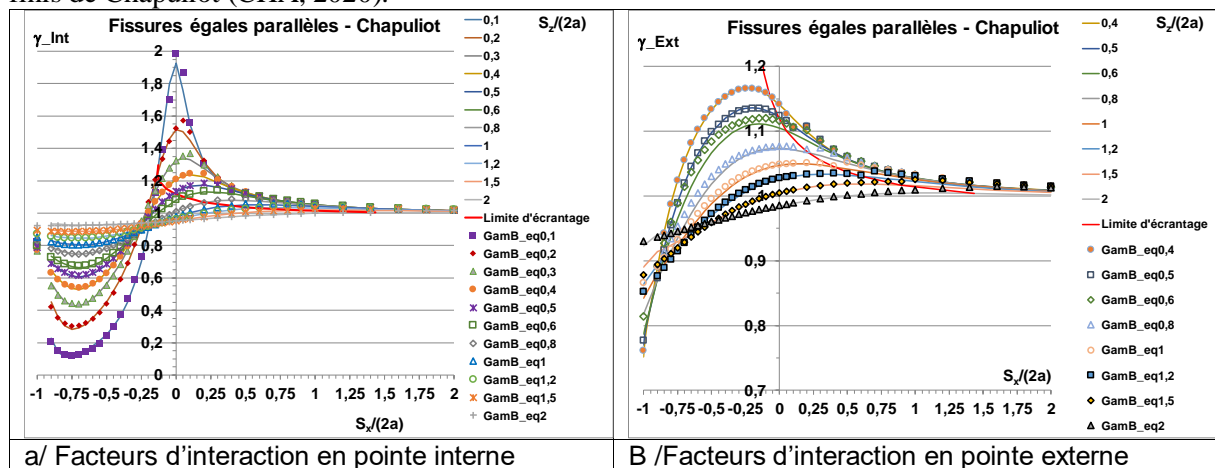 finis de Chapuliot (CHA, 2020).
Fissures égales parallèles - Chapuliot
γ_Int
S_z/(2a)
2
1,8
1,6
1,4
1,2
1
0,8
0,6
0,4
0,2
0
-1 -0,75 -0,5 -0,25 0 0,25 0,5 0,75 1 1,25 1,5 1,75 2
S_x/(2a)
0,1
0,2
0,3
0,4
0,5
0,6
0,8
1
1,2
1,5
2
Limite d'écrantage
GamB_eq0,1
GamB_eq0,2
GamB_eq0,3
GamB_eq0,4
GamB_eq0,5
GamB_eq0,6
GamB_eq0,8
GamB_eq1
GamB_eq1,2
GamB_eq1,5
GamB_eq2
Fissures égales parallèles - Chapuliot
γ_Ext
S_z/(2a)
1,2
1,1
1
0,9
0,8
0,7
S_x/(2a)
-1 -0,75 -0,5 -0,25 0 0,25 0,5 0,75 1 1,25 1,5 1,75 2
0,4
0,5
0,6
0,8
1
1,2
1,5
2
Limite d'écrantage
GamB_eq0,4
GamB_eq0,5
GamB_eq0,6
GamB_eq0,8
GamB_eq1
GamB_eq1,2
GamB_eq1,5
GamB_eq2
a/ Facteurs d'interaction en pointe interne
B /Facteurs d'interaction en pointe externe